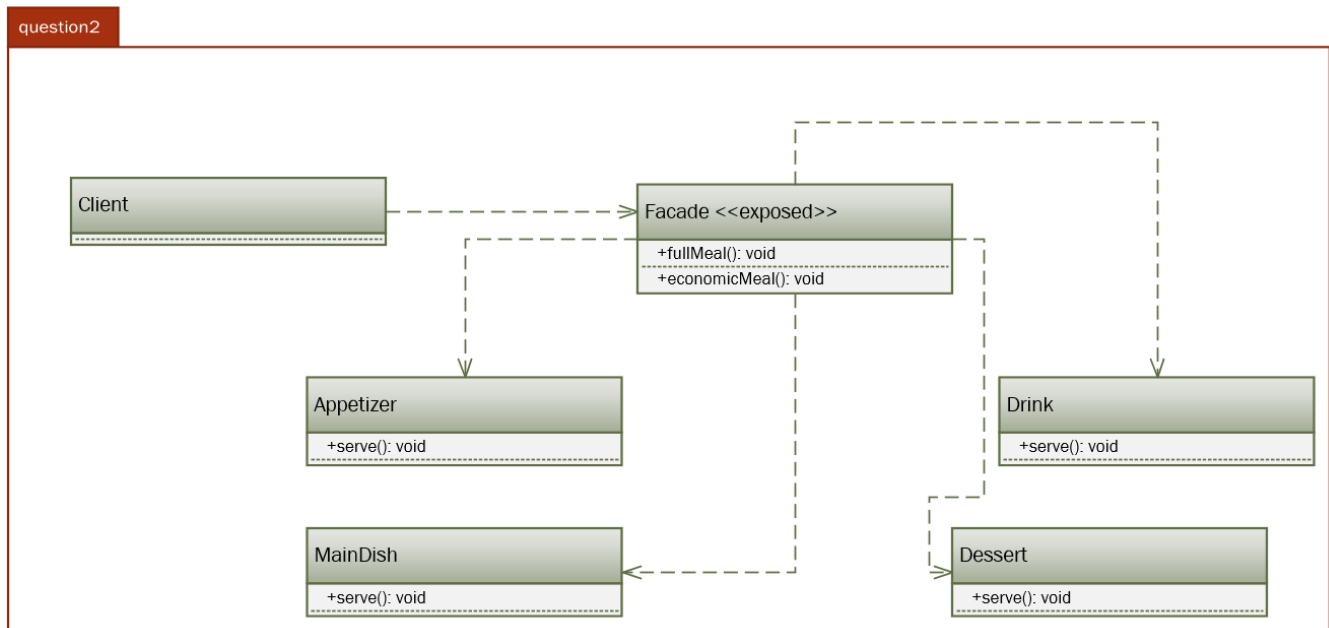 question2
Client
Facade <<exposed>>
+fullMeal(): void
+economicMeal(): void
Appetizer
+serve(): void
Drink
+serve(): void
MainDish
+serve(): void
Dessert
+serve(): void